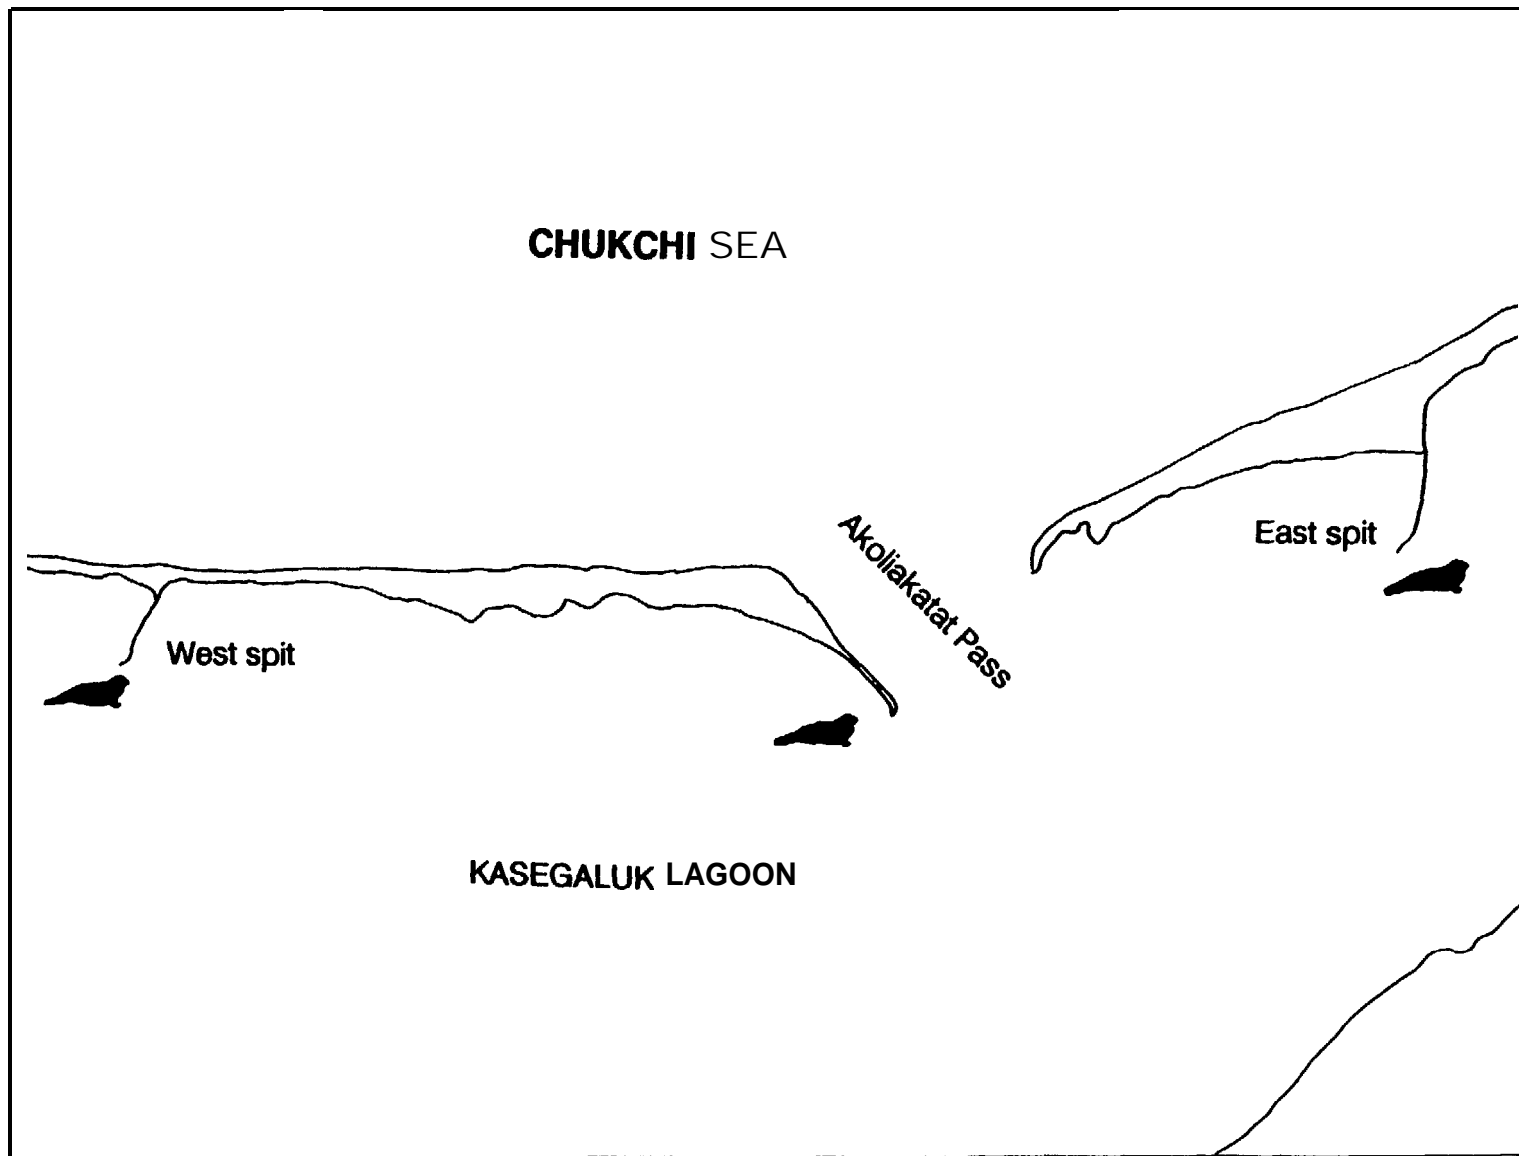 CHUKCHI SEA
Akoliakatat Pass
East spit
West spit
KASEGALUK LAGOON